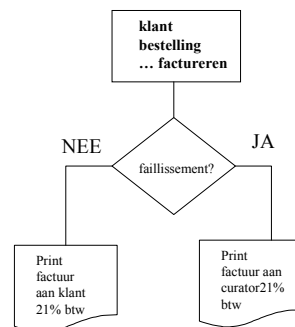 klant
bestelling
… factureren
NEE
JA
faillissement?
Print
factuur
aan klant
21% btw
Print
factuur aan
curator21%
btw